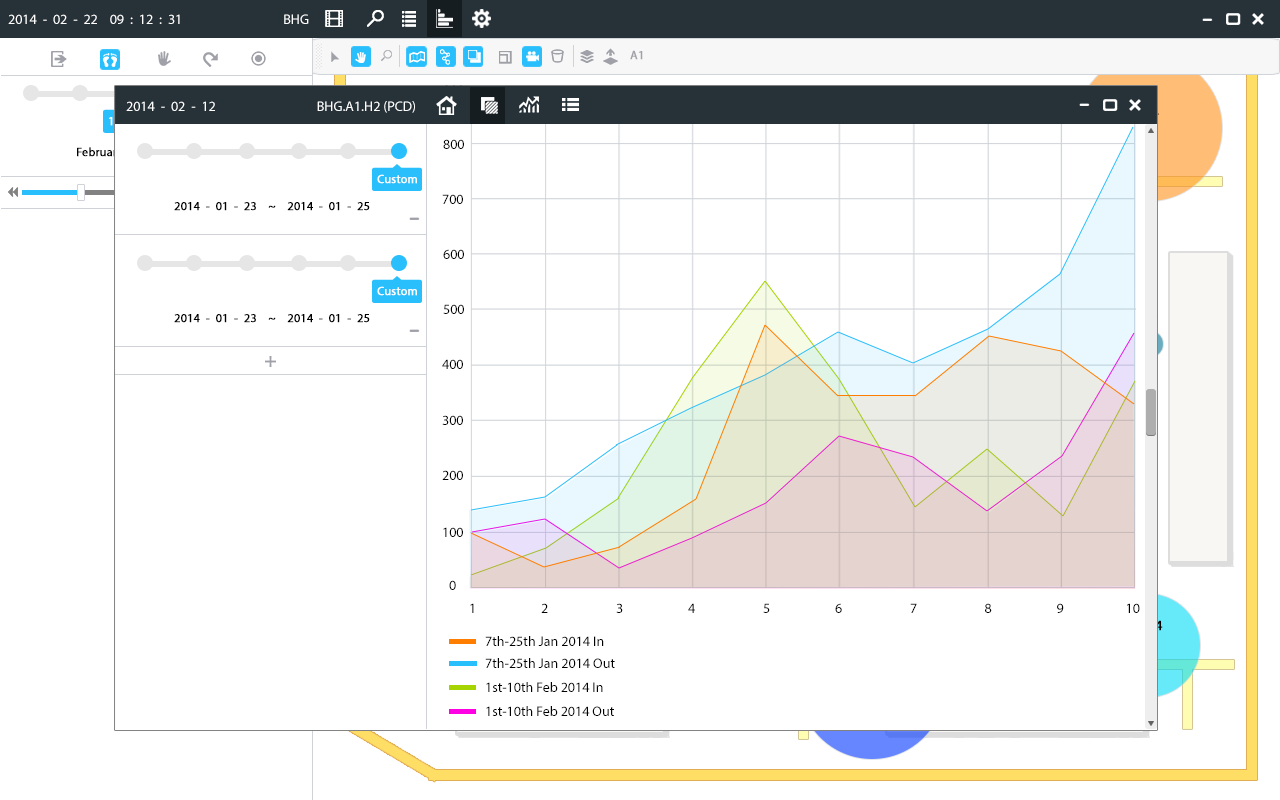 2014 - 02 - 22 09 : 12 : 31 BHG
A1
1
Februar
2014 - 02 - 12 BHG.A1.H2 (PCD)
Custom
2014 - 01 - 23 ~ 2014 - 01 - 25
Custom
2014 - 01 - 23 ~ 2014 - 01 - 25
800
700
600
500
400
300
200
100
0
1 2 3 4 5 6 7 8 9 10
7th-25th Jan 2014 In
7th-25th Jan 2014 Out
1st-10th Feb 2014 In
1st-10th Feb 2014 Out
4